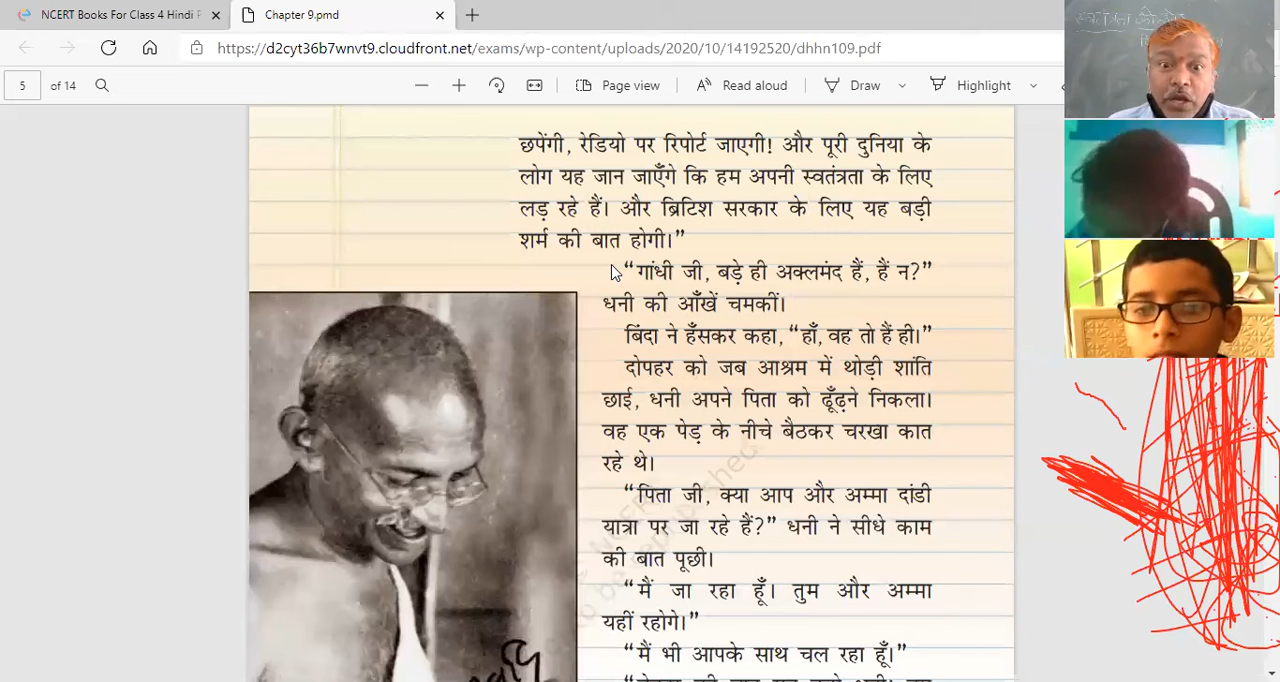 NCERT Books For Class 4 Hindi
Chapter 9.pmd
https://d2cyt36b7wnvt9.cloudfront.net/exams/wp-content/uploads/2020/10/14192520/dhhn109.pdf
5 of 14
Page view
Read aloud
Draw
Highlight
छपेंगी, रेडियो पर रिपोर्ट जाएगी! और पूरी दुनिया के
लोग यह जान जाएँगे कि हम अपनी स्वतंत्रता के लिए
लड़ रहे हैं। और ब्रिटिश सरकार के लिए यह बड़ी
शर्म की बात होगी।”
“गांधी जी, बड़े ही अक्लमंद हैं, हैं न?”
धनी की आँखें चमकीं।
बिंदा ने हँसकर कहा, “हाँ, वह तो हैं ही।”
दोपहर को जब आश्रम में थोड़ी शांति
छाई, धनी अपने पिता को ढूँढ़ने निकला।
वह एक पेड़ के नीचे बैठकर चरखा कात
रहे थे।
“पिता जी, क्या आप और अम्मा दांडी
यात्रा पर जा रहे हैं?” धनी ने सीधे काम
की बात पूछी।
“मैं जा रहा हूँ। तुम और अम्मा
यहीं रहोगे।”
“मैं भी आपके साथ चल रहा हूँ।”
to be republished